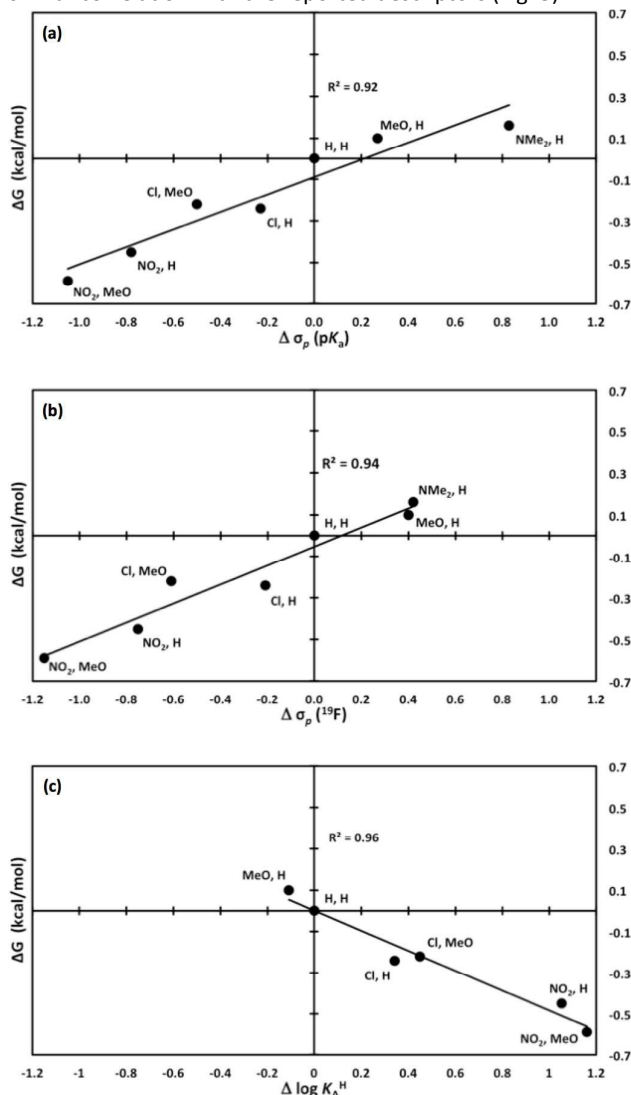 (a)
0.7
0.5
R² = 0.92
0.3
MeO, H
0.1
NMe₂, H
H, H
ΔG (kcal/mol)
-0.1
Cl, MeO
Cl, H
-0.3
NO₂, H
-0.5
NO₂, MeO
-0.7
-1.2 -1.0 -0.8 -0.6 -0.4 -0.2 0.0 0.2 0.4 0.6 0.8 1.0 1.2
Δ σₚ (pKₐ)
(b)
0.7
0.5
R² = 0.94
0.3
NMe₂, H
0.1
MeO, H
H, H
ΔG (kcal/mol)
-0.1
Cl, MeO
-0.3
Cl, H
NO₂, H
-0.5
NO₂, MeO
-0.7
-1.2 -1.0 -0.8 -0.6 -0.4 -0.2 0.0 0.2 0.4 0.6 0.8 1.0 1.2
Δ σₚ (¹⁹F)
(c)
0.7
0.5
R² = 0.96
0.3
MeO, H
0.1
H, H
ΔG (kcal/mol)
-0.1
Cl, MeO
Cl, H
-0.3
NO₂, H
-0.5
NO₂, MeO
-0.7
-1.2 -1 -0.8 -0.6 -0.4 -0.2 0.0 0.2 0.4 0.6 0.8 1.0 1.2